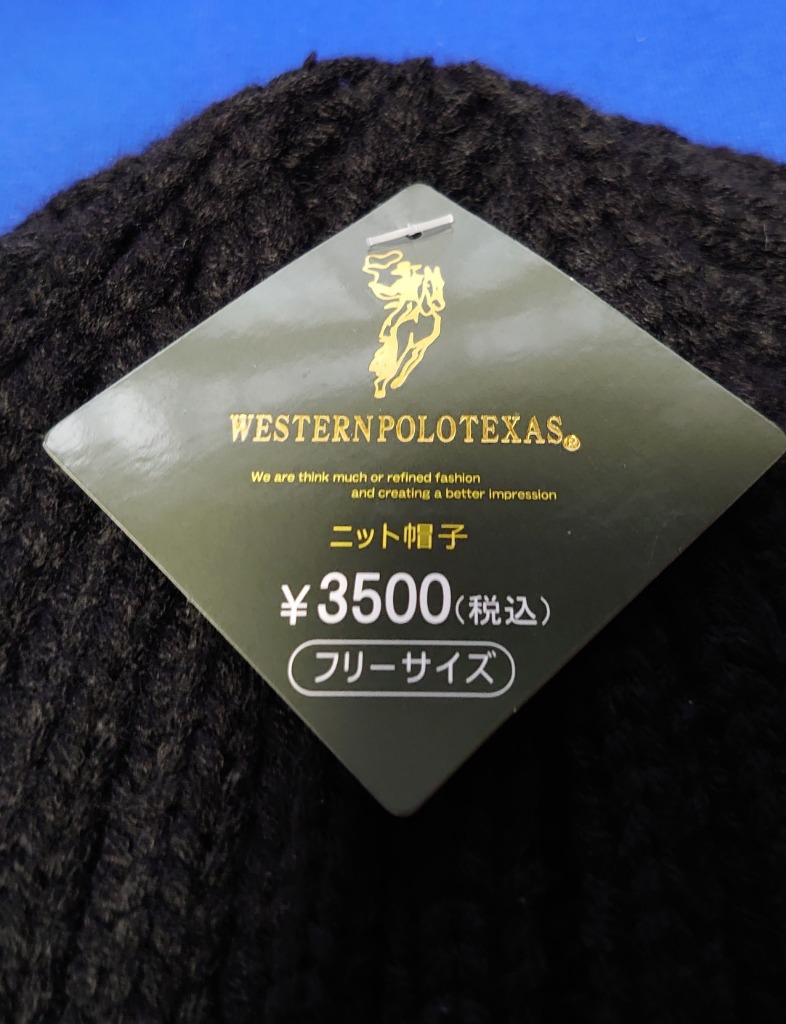 WESTERNPOLOTEXAS®
We are think much or refined fashion
and creating a better impression
ニット帽子
¥3500(税込)
フリーサイズ